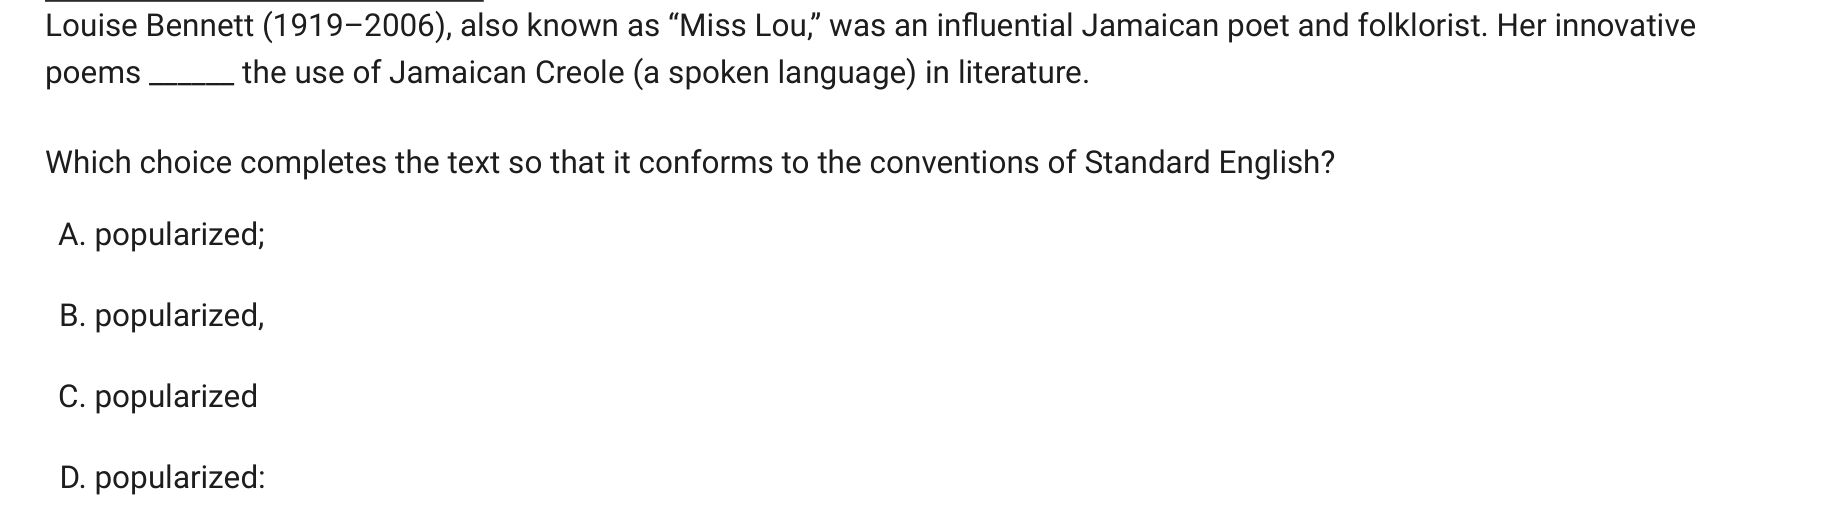 Louise Bennett (1919–2006), also known as “Miss Lou,” was an influential Jamaican poet and folklorist. Her innovative
poems ______ the use of Jamaican Creole (a spoken language) in literature.
Which choice completes the text so that it conforms to the conventions of Standard English?
A. popularized;
B. popularized,
C. popularized
D. popularized: